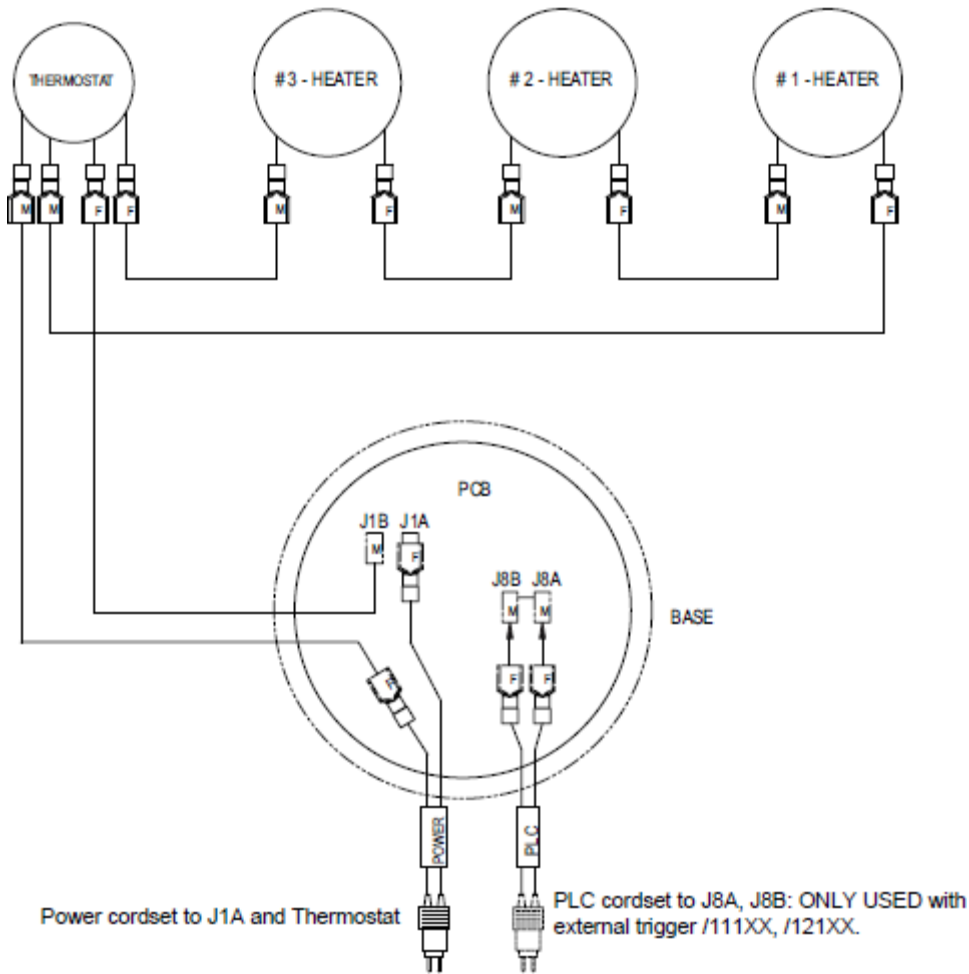 THERMOSTAT
#3 - HEATER
#2 - HEATER
#1 - HEATER
M M F F M F M F M F
PCB
J1B J1A
M F
J8B J8A
M M
BASE
F F
POWER
PLC
Power cordset to J1A and Thermostat
PLC cordset to J8A, J8B: ONLY USED with
external trigger /111XX, /121XX.